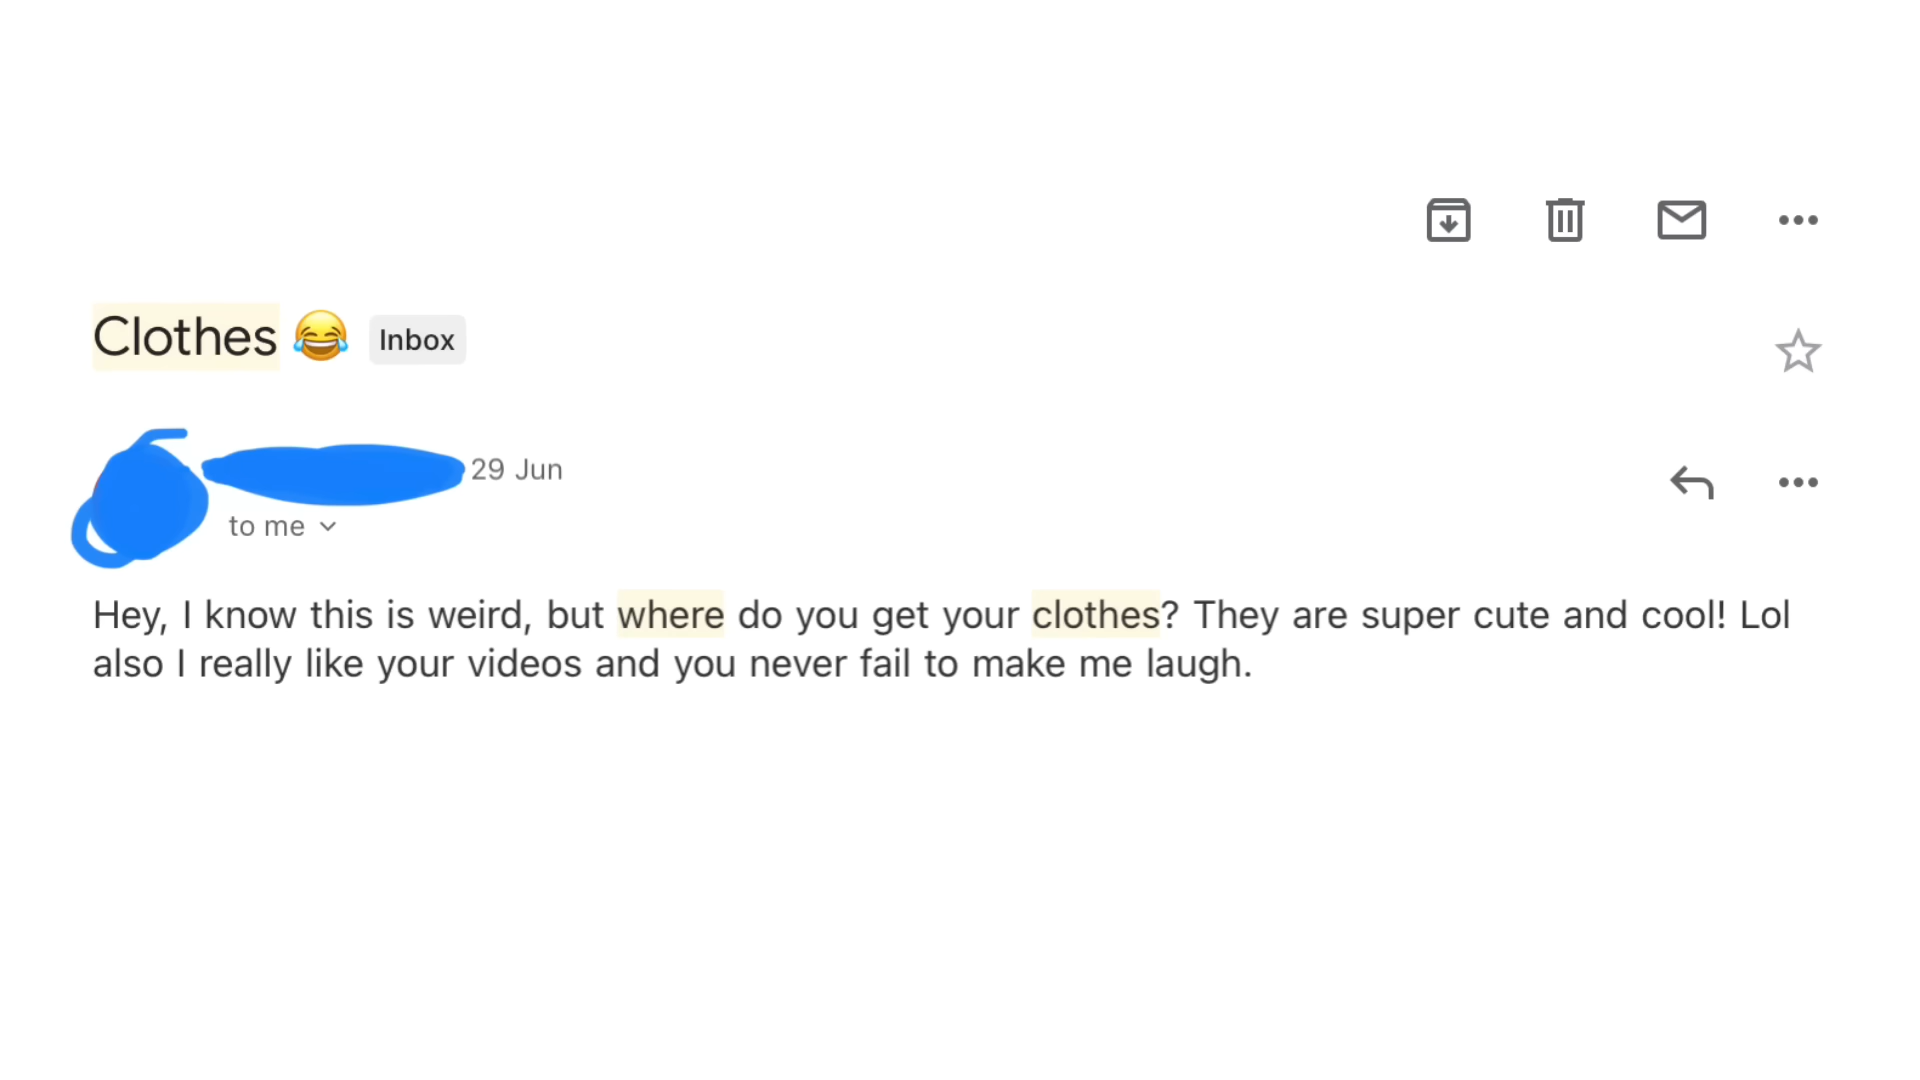 Clothes 😂 Inbox
29 Jun
to me
Hey, I know this is weird, but where do you get your clothes? They are super cute and cool! Lol
also I really like your videos and you never fail to make me laugh.